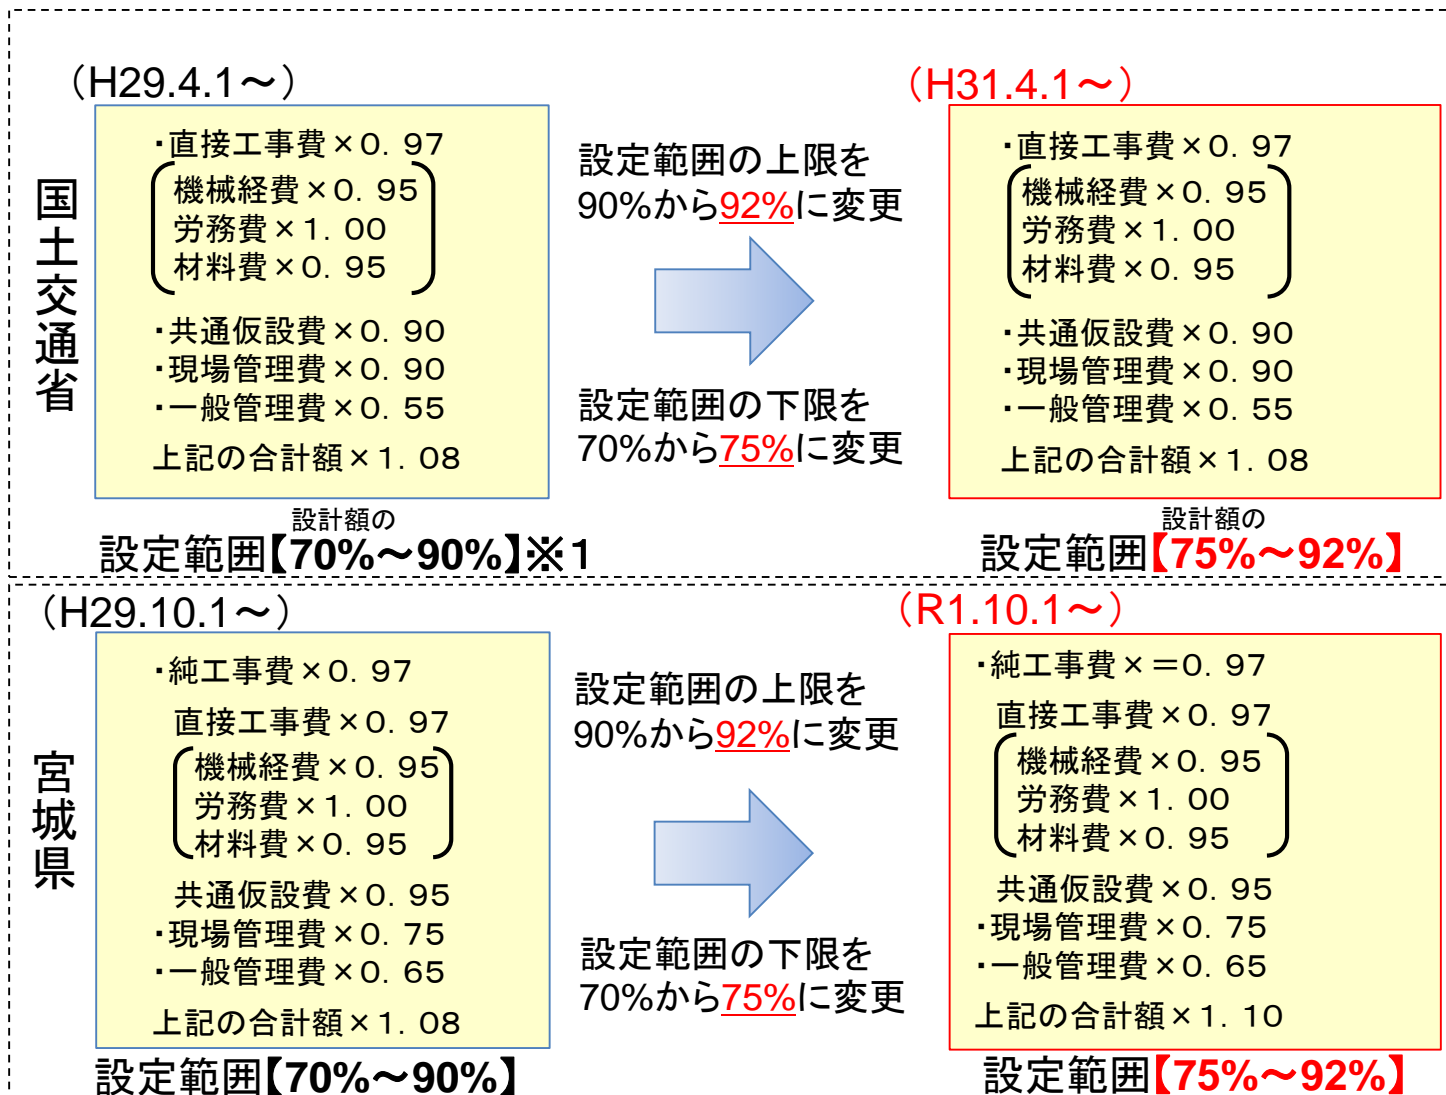 国土交通省
（H29.4.1～）
・直接工事費×０．９７
機械経費×０．９５
労務費×１．００
材料費×０．９５
・共通仮設費×０．９０
・現場管理費×０．９０
・一般管理費×０．５５
上記の合計額×１．０８
設計額の
設定範囲【70%～90%】※１
設定範囲の上限を
90%から92%に変更
設定範囲の下限を
70%から75%に変更
（H31.4.1～）
・直接工事費×０．９７
機械経費×０．９５
労務費×１．００
材料費×０．９５
・共通仮設費×０．９０
・現場管理費×０．９０
・一般管理費×０．５５
上記の合計額×１．０８
設計額の
設定範囲【75%～92%】
宮城県
（H29.10.1～）
・純工事費×０．９７
直接工事費×０．９７
機械経費×０．９５
労務費×１．００
材料費×０．９５
共通仮設費×０．９５
・現場管理費×０．７５
・一般管理費×０．６５
上記の合計額×１．０８
設定範囲【70%～90%】
設定範囲の上限を
90%から92%に変更
設定範囲の下限を
70%から75%に変更
（R1.10.1～）
・純工事費×＝０．９７
直接工事費×０．９７
機械経費×０．９５
労務費×１．００
材料費×０．９５
共通仮設費×０．９５
・現場管理費×０．７５
・一般管理費×０．６５
上記の合計額×１．１０
設定範囲【75%～92%】